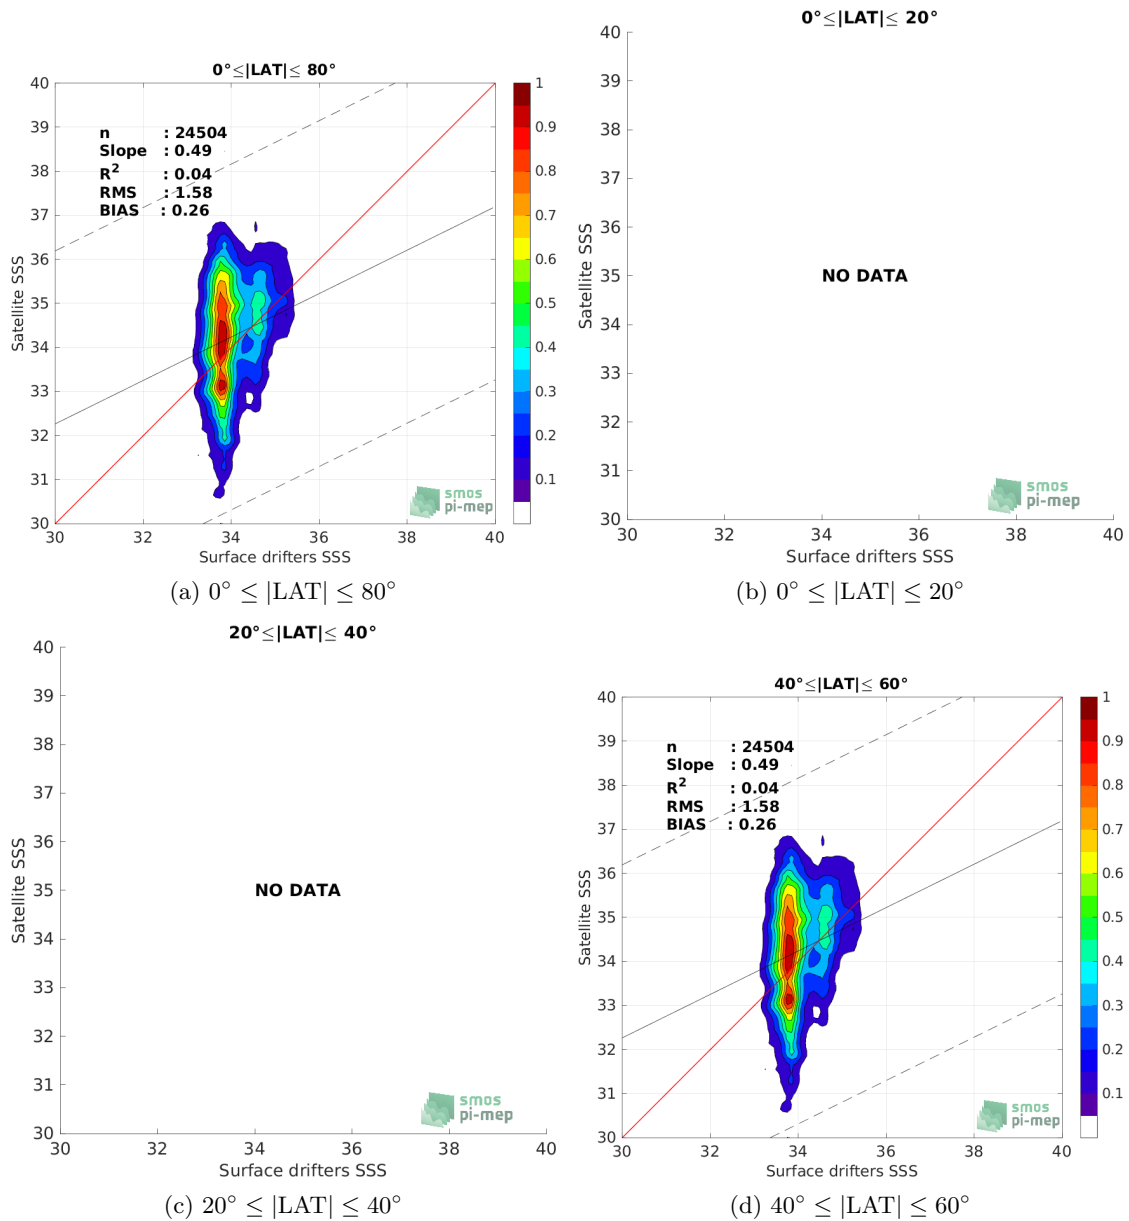 0°≤|LAT|≤ 80°
40
39
38
37
36
35
34
33
32
31
30
Satellite SSS
n : 24504
Slope : 0.49
R² : 0.04
RMS : 1.58
BIAS : 0.26
smos
pi-mep
30 32 34 36 38 40
Surface drifters SSS
1
0.9
0.8
0.7
0.6
0.5
0.4
0.3
0.2
0.1
(a) 0° ≤ |LAT| ≤ 80°
0°≤|LAT|≤ 20°
40
39
38
37
36
35
34
33
32
31
30
Satellite SSS
NO DATA
smos
pi-mep
30 32 34 36 38 40
Surface drifters SSS
(b) 0° ≤ |LAT| ≤ 20°
20°≤|LAT|≤ 40°
40
39
38
37
36
35
34
33
32
31
30
Satellite SSS
NO DATA
smos
pi-mep
30 32 34 36 38 40
Surface drifters SSS
(c) 20° ≤ |LAT| ≤ 40°
40°≤|LAT|≤ 60°
40
39
38
37
36
35
34
33
32
31
30
Satellite SSS
n : 24504
Slope : 0.49
R² : 0.04
RMS : 1.58
BIAS : 0.26
smos
pi-mep
30 32 34 36 38 40
Surface drifters SSS
1
0.9
0.8
0.7
0.6
0.5
0.4
0.3
0.2
0.1
(d) 40° ≤ |LAT| ≤ 60°